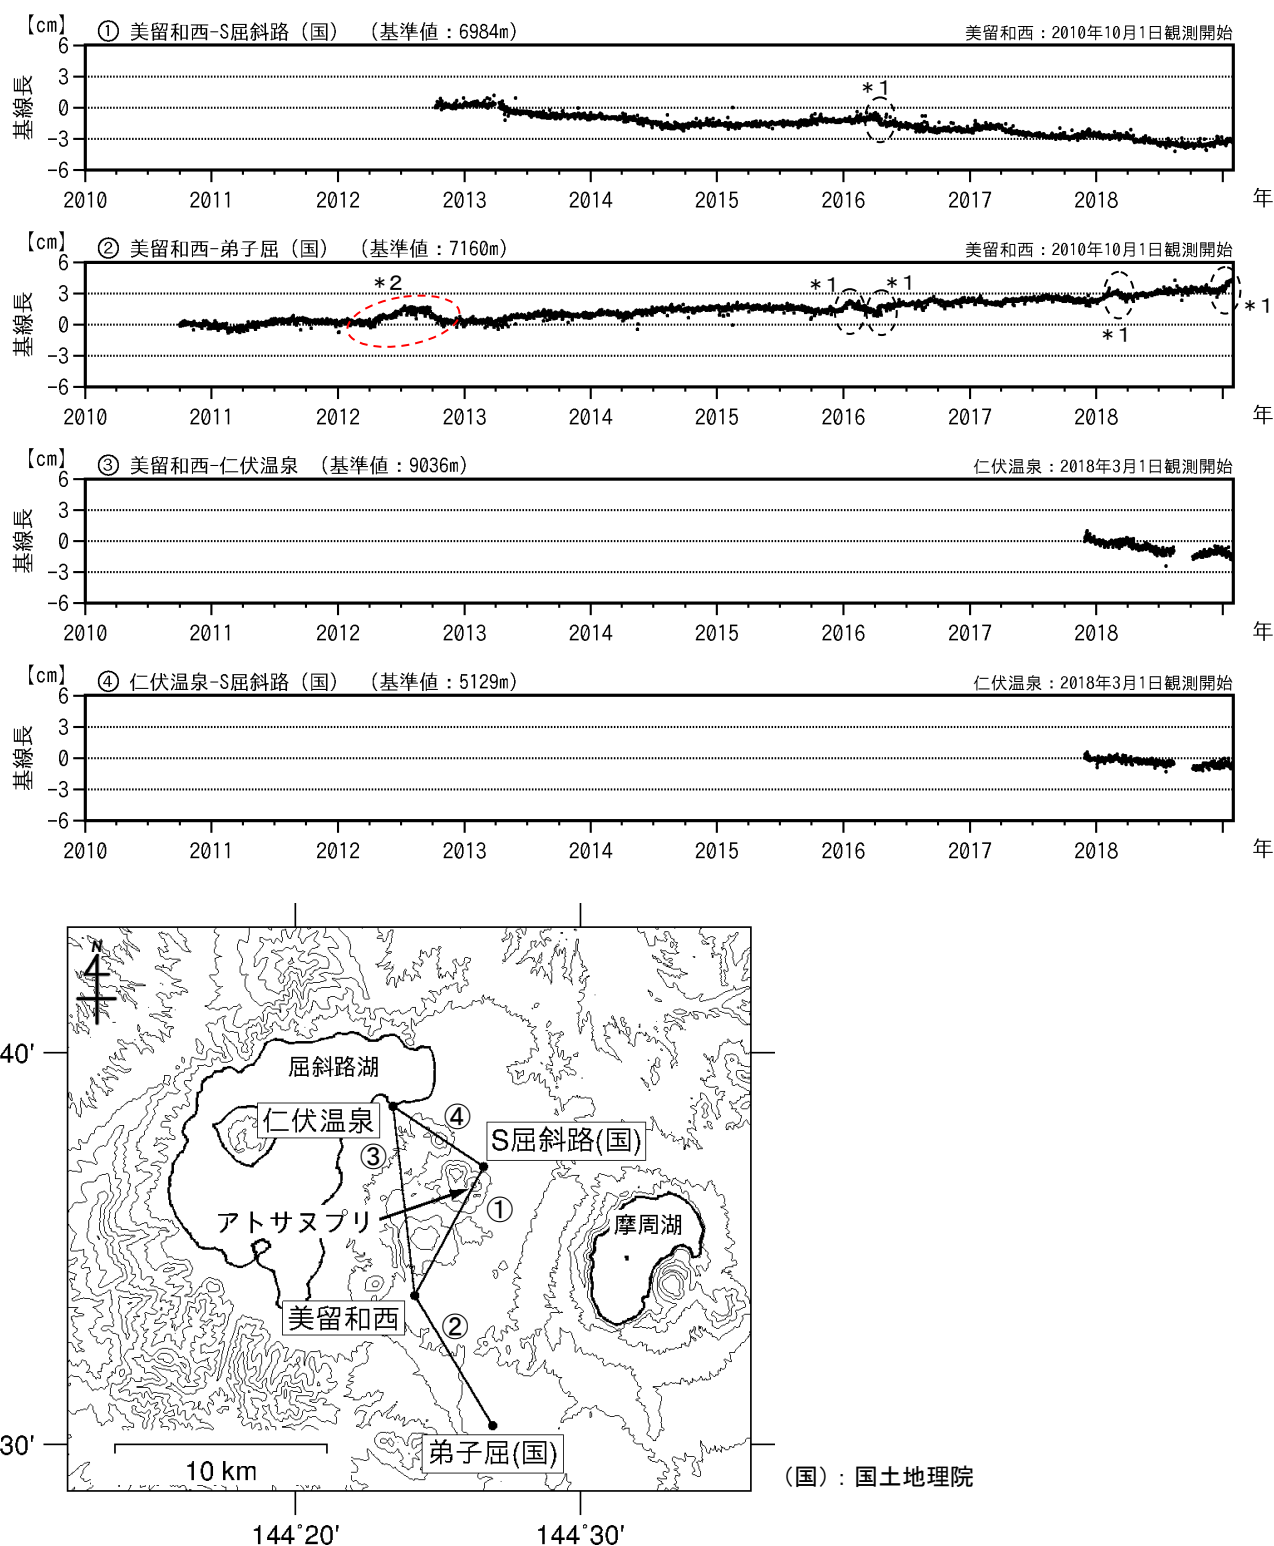 【cm】 ① 美留和西-S屈斜路（国） （基準値：6984m） 美留和西：2010年10月1日観測開始
6
3
0
-3
-6
基線長
*1
2010 2011 2012 2013 2014 2015 2016 2017 2018 年
【cm】 ② 美留和西-弟子屈（国） （基準値：7160m） 美留和西：2010年10月1日観測開始
6
3
0
-3
-6
基線長
*2 *1 *1 *1 *1
2010 2011 2012 2013 2014 2015 2016 2017 2018 年
【cm】 ③ 美留和西-仁伏温泉 （基準値：9036m） 仁伏温泉：2018年3月1日観測開始
6
3
0
-3
-6
基線長
2010 2011 2012 2013 2014 2015 2016 2017 2018 年
【cm】 ④ 仁伏温泉-S屈斜路（国） （基準値：5129m） 仁伏温泉：2018年3月1日観測開始
6
3
0
-3
-6
基線長
2010 2011 2012 2013 2014 2015 2016 2017 2018 年
N
40'
屈斜路湖
仁伏温泉
④
S屈斜路(国)
③
①
アトサヌプリ
摩周湖
美留和西
②
30'
弟子屈(国)
10 km
（国）：国土地理院
144°20' 144°30'